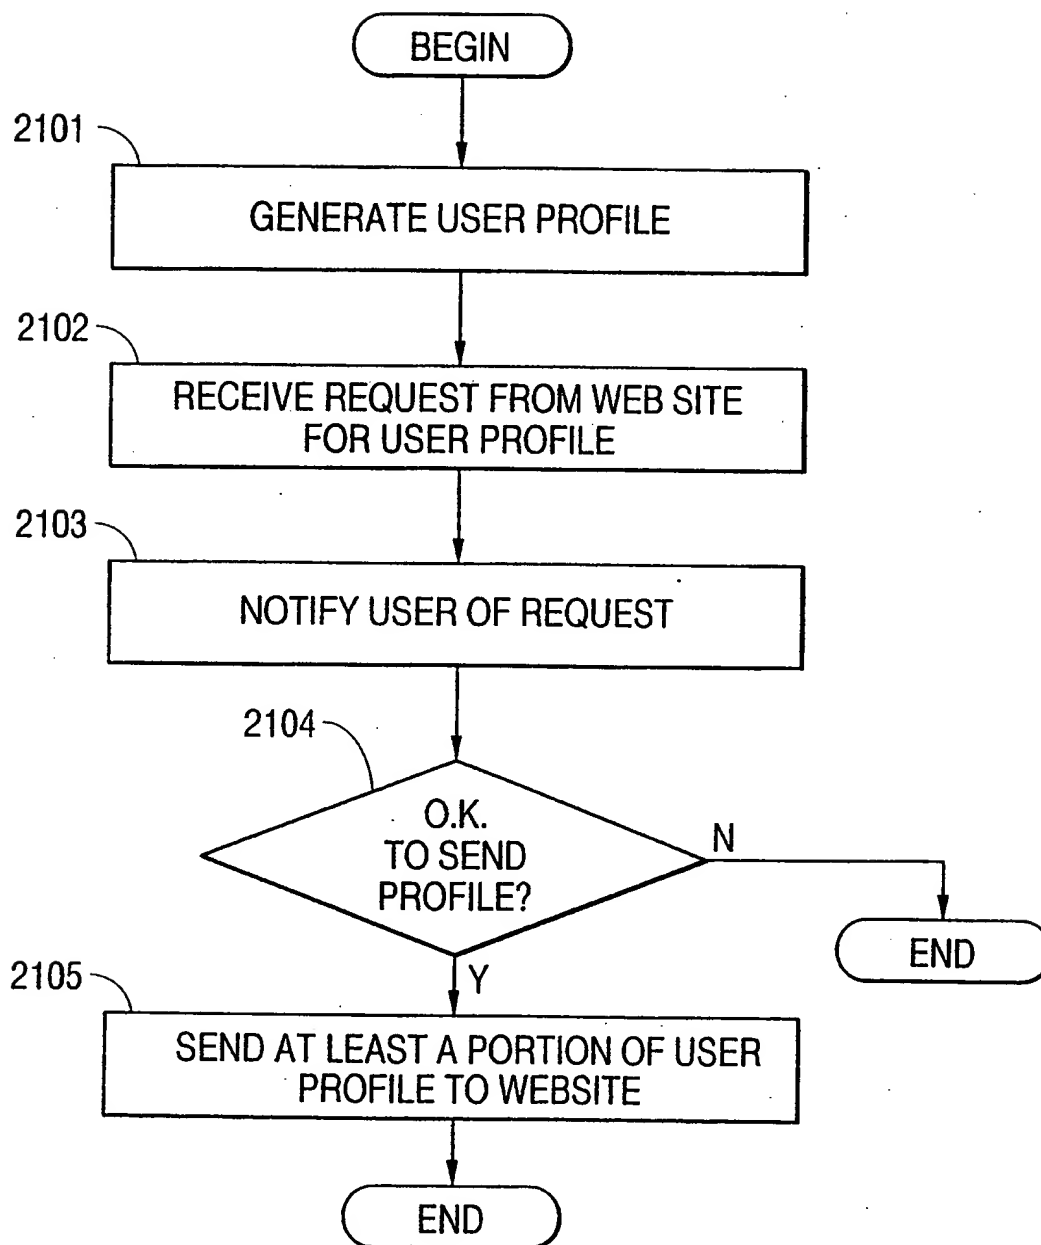 BEGIN
2101
GENERATE USER PROFILE
2102
RECEIVE REQUEST FROM WEB SITE
FOR USER PROFILE
2103
NOTIFY USER OF REQUEST
2104
O.K.
TO SEND
PROFILE?
N
END
Y
2105
SEND AT LEAST A PORTION OF USER
PROFILE TO WEBSITE
END